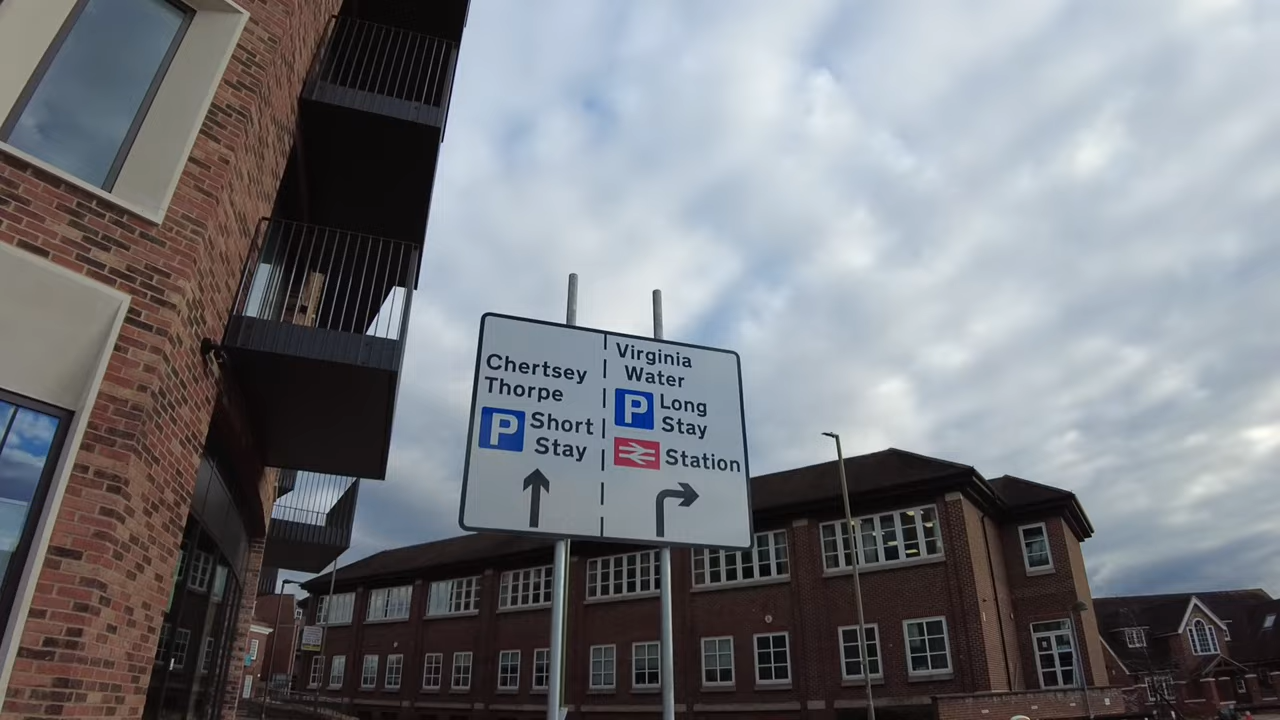 Chertsey
Thorpe
P Short
Stay
Virginia
Water
P Long
Stay
Station